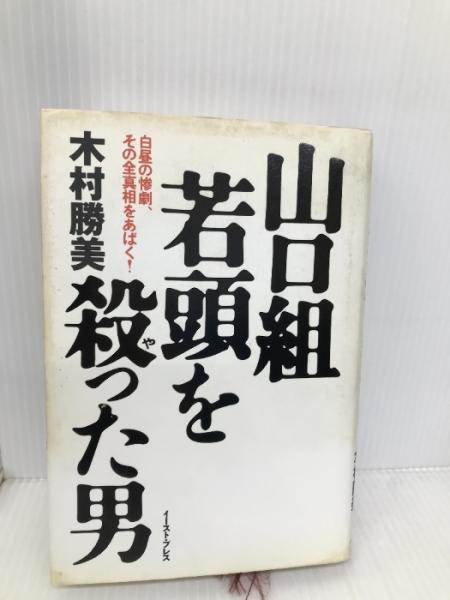 山口組
若頭を
殺った男
や
白昼の惨劇、
その全真相をあばく!
木村勝美
イースト・プレス